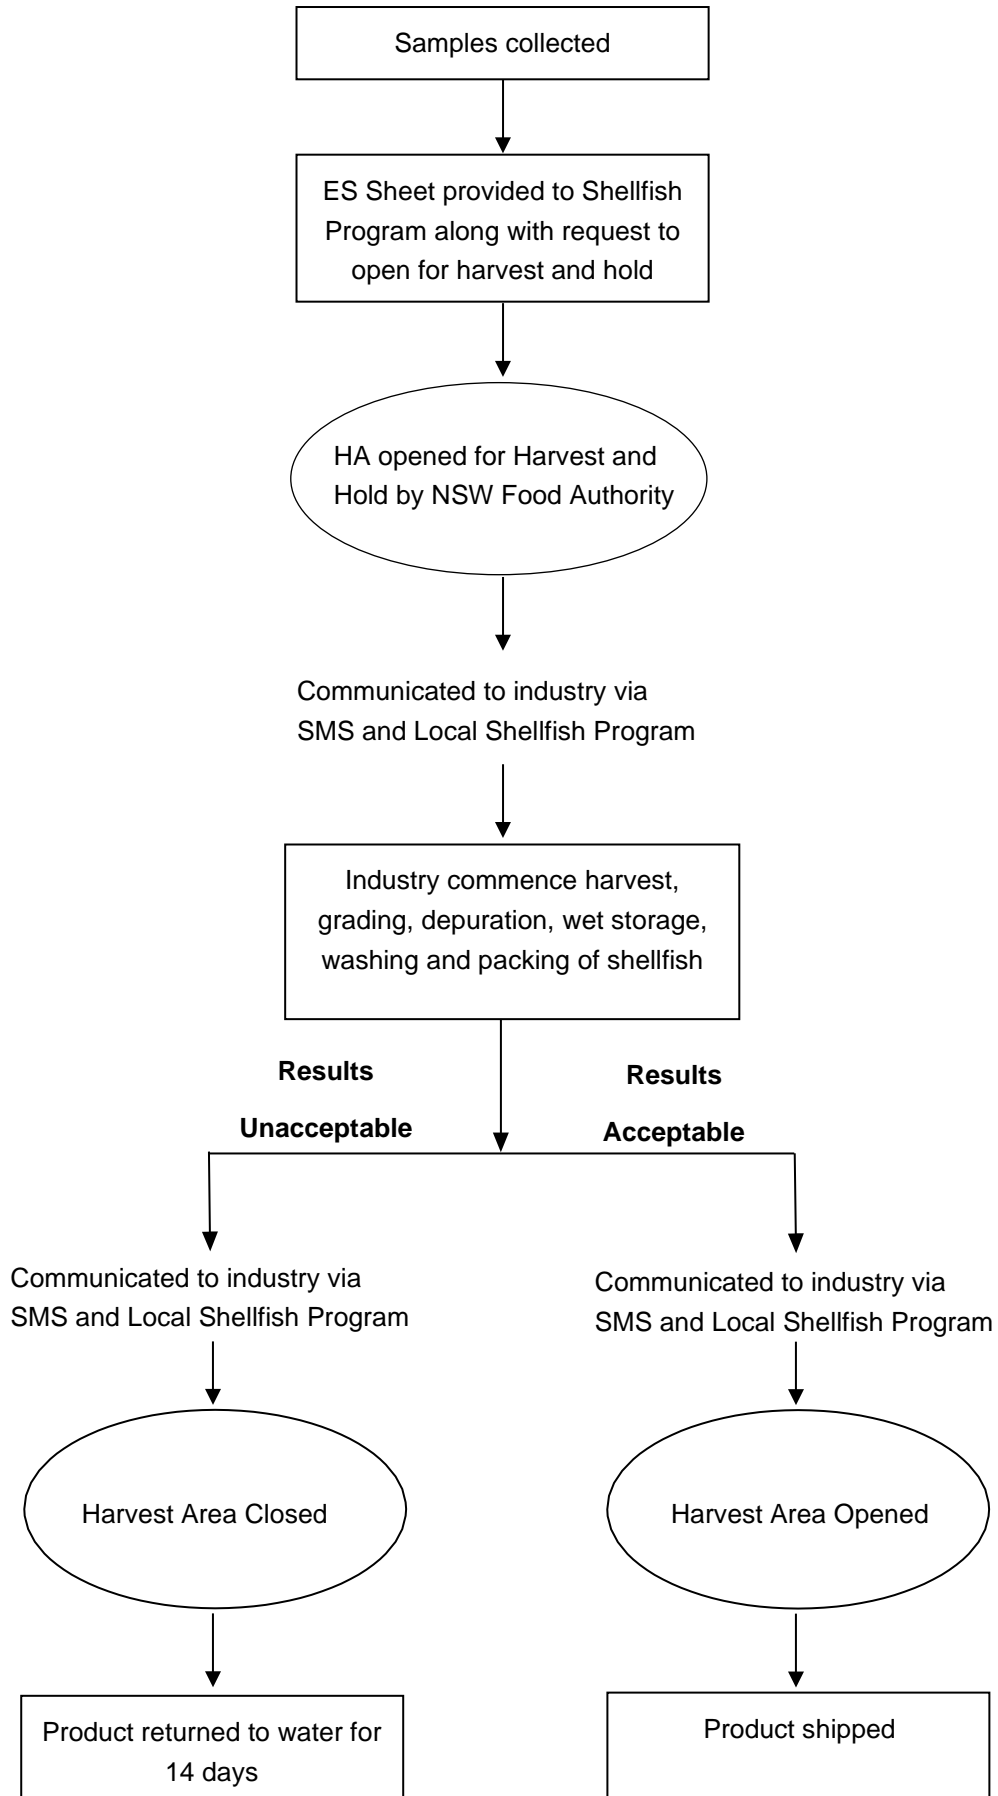 Samples collected
ES Sheet provided to Shellfish
Program along with request to
open for harvest and hold
HA opened for Harvest and
Hold by NSW Food Authority
Communicated to industry via
SMS and Local Shellfish Program
Industry commence harvest,
grading, depuration, wet storage,
washing and packing of shellfish
Results
Unacceptable
Results
Acceptable
Communicated to industry via
SMS and Local Shellfish Program
Communicated to industry via
SMS and Local Shellfish Program
Harvest Area Closed
Harvest Area Opened
Product returned to water for
14 days
Product shipped